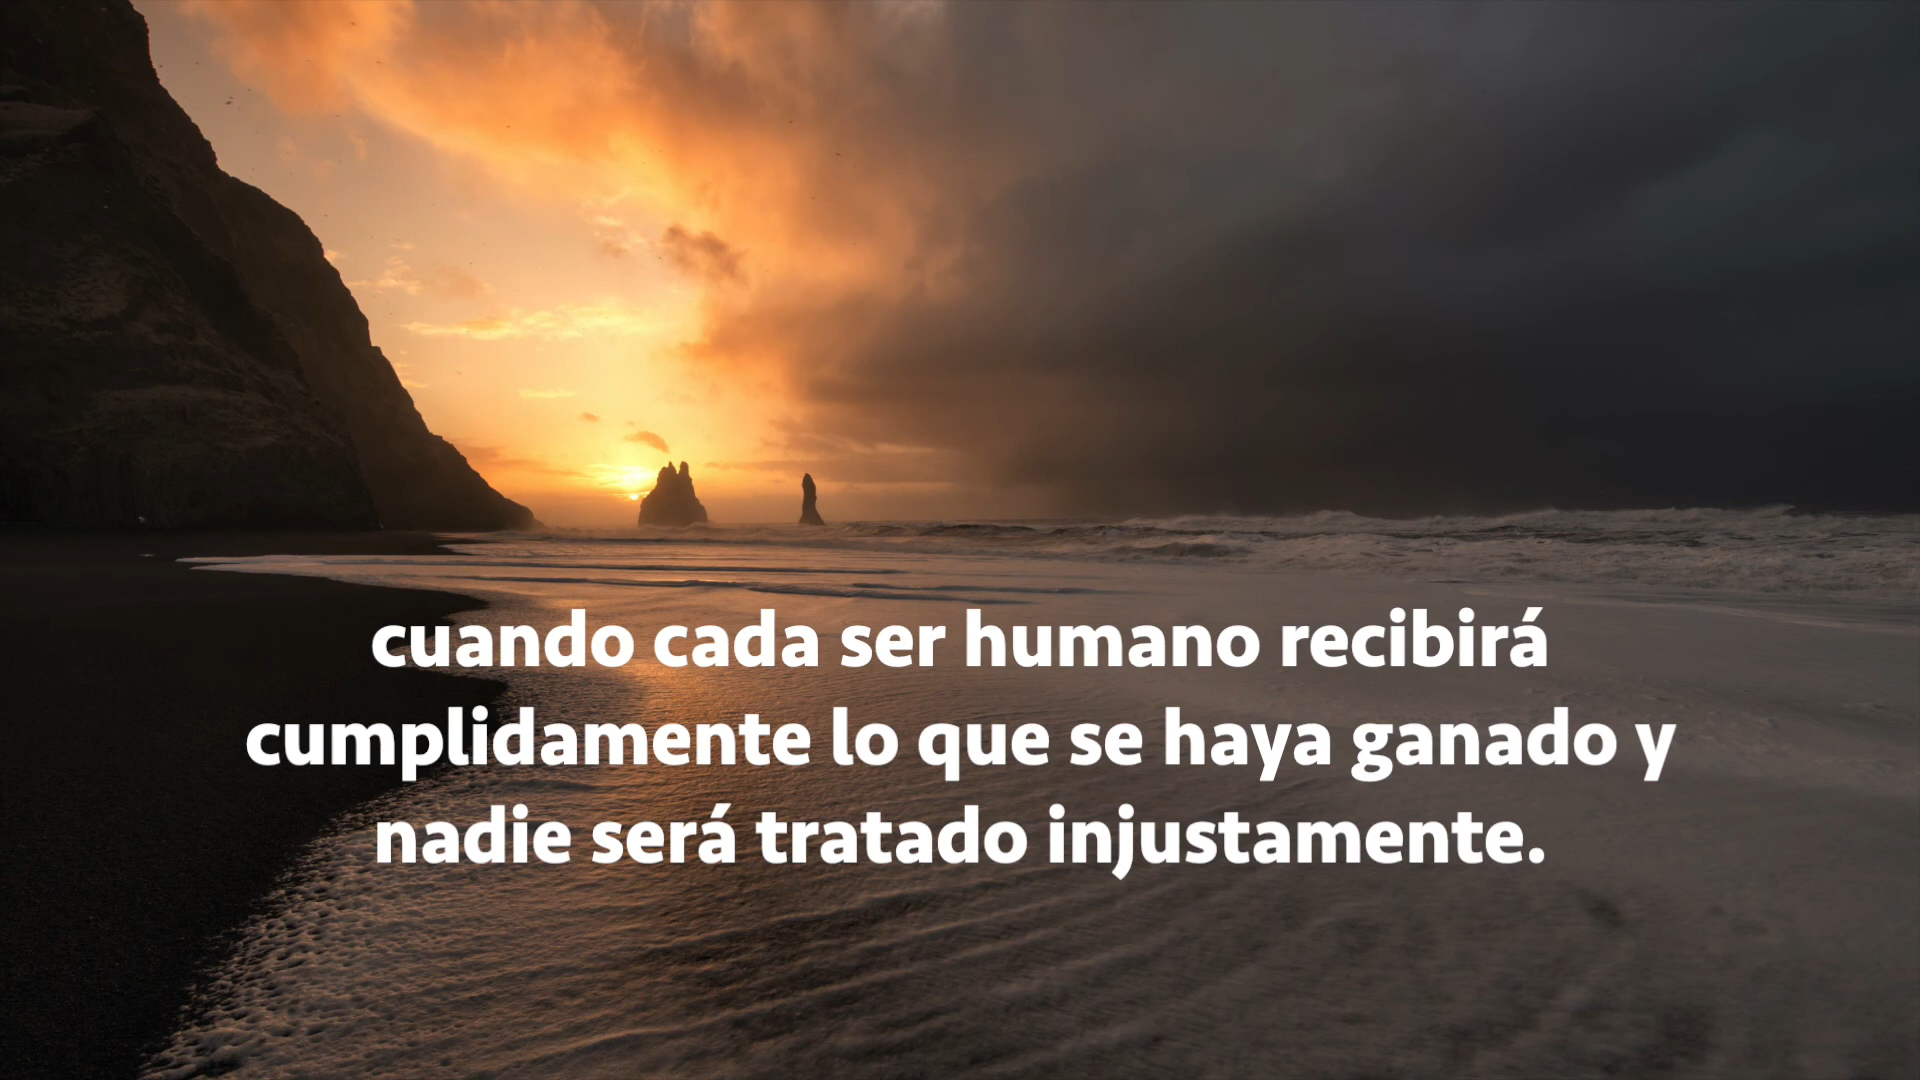 cuando cada ser humano recibirá
cumplidamente lo que se haya ganado y
nadie será tratado injustamente.